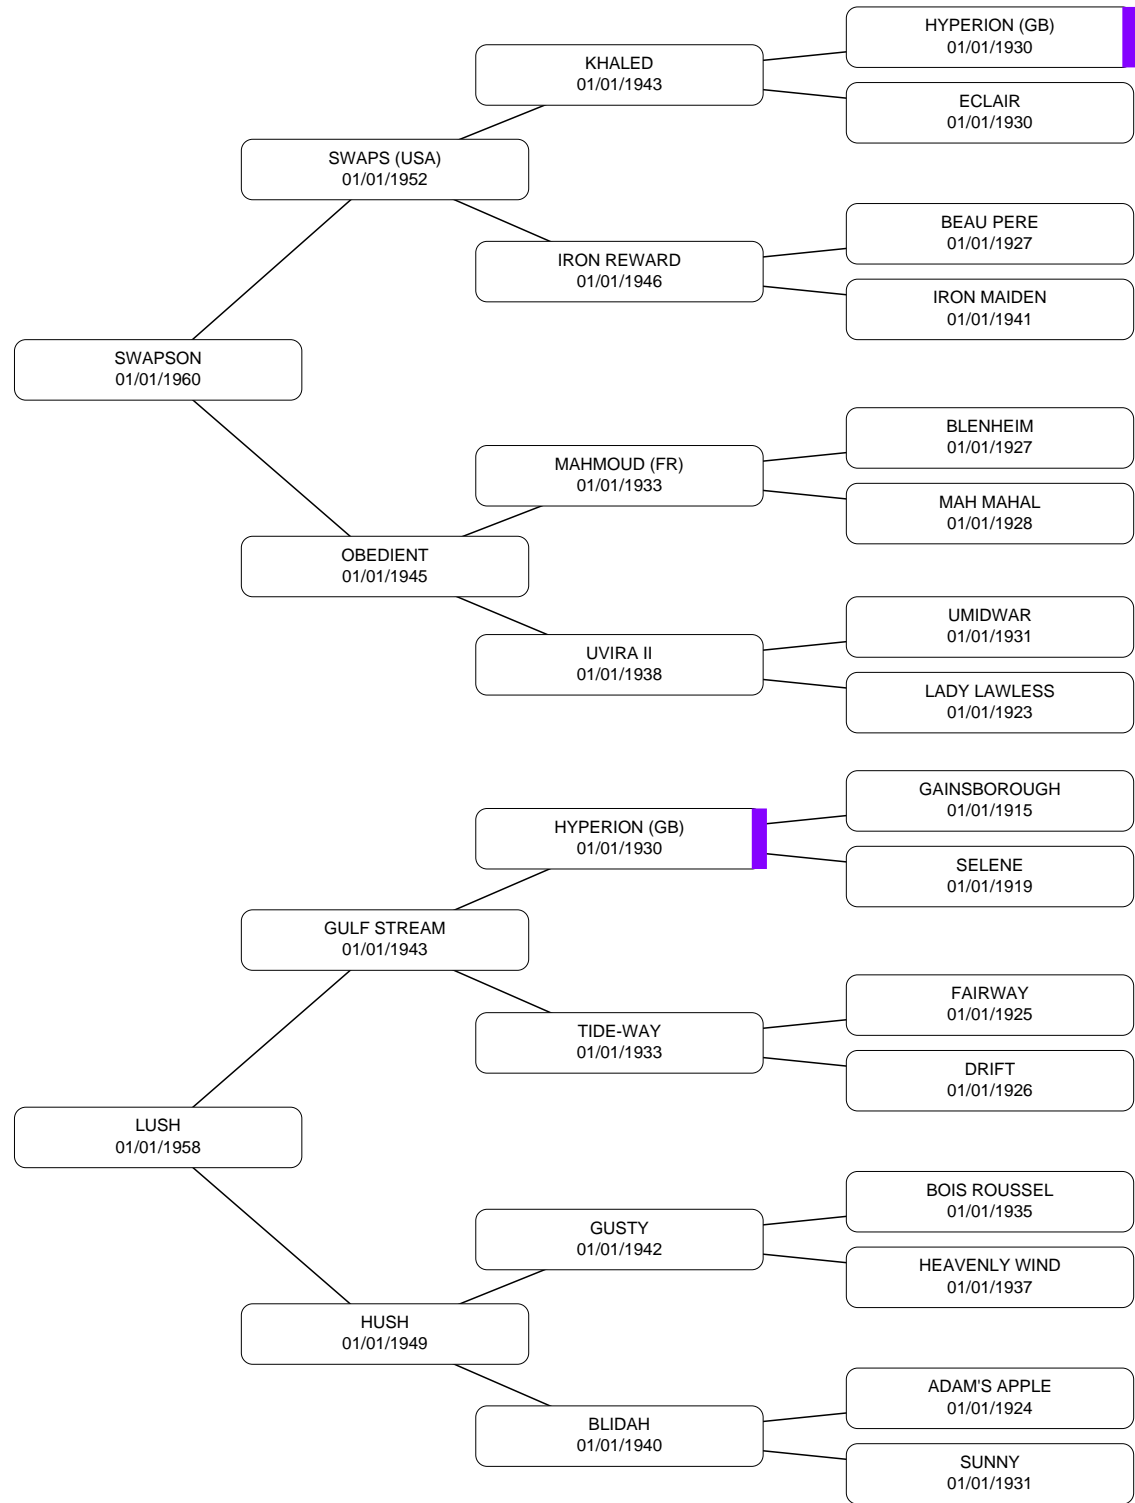 HYPERION (GB)
01/01/1930
KHALED
01/01/1943
ECLAIR
01/01/1930
SWAPS (USA)
01/01/1952
BEAU PERE
01/01/1927
IRON REWARD
01/01/1946
IRON MAIDEN
01/01/1941
SWAPSON
01/01/1960
BLENHEIM
01/01/1927
MAHMOUD (FR)
01/01/1933
MAH MAHAL
01/01/1928
OBEDIENT
01/01/1945
UMIDWAR
01/01/1931
UVIRA II
01/01/1938
LADY LAWLESS
01/01/1923
GAINSBOROUGH
01/01/1915
HYPERION (GB)
01/01/1930
SELENE
01/01/1919
GULF STREAM
01/01/1943
FAIRWAY
01/01/1925
TIDE-WAY
01/01/1933
DRIFT
01/01/1926
LUSH
01/01/1958
BOIS ROUSSEL
01/01/1935
GUSTY
01/01/1942
HEAVENLY WIND
01/01/1937
HUSH
01/01/1949
ADAM'S APPLE
01/01/1924
BLIDAH
01/01/1940
SUNNY
01/01/1931